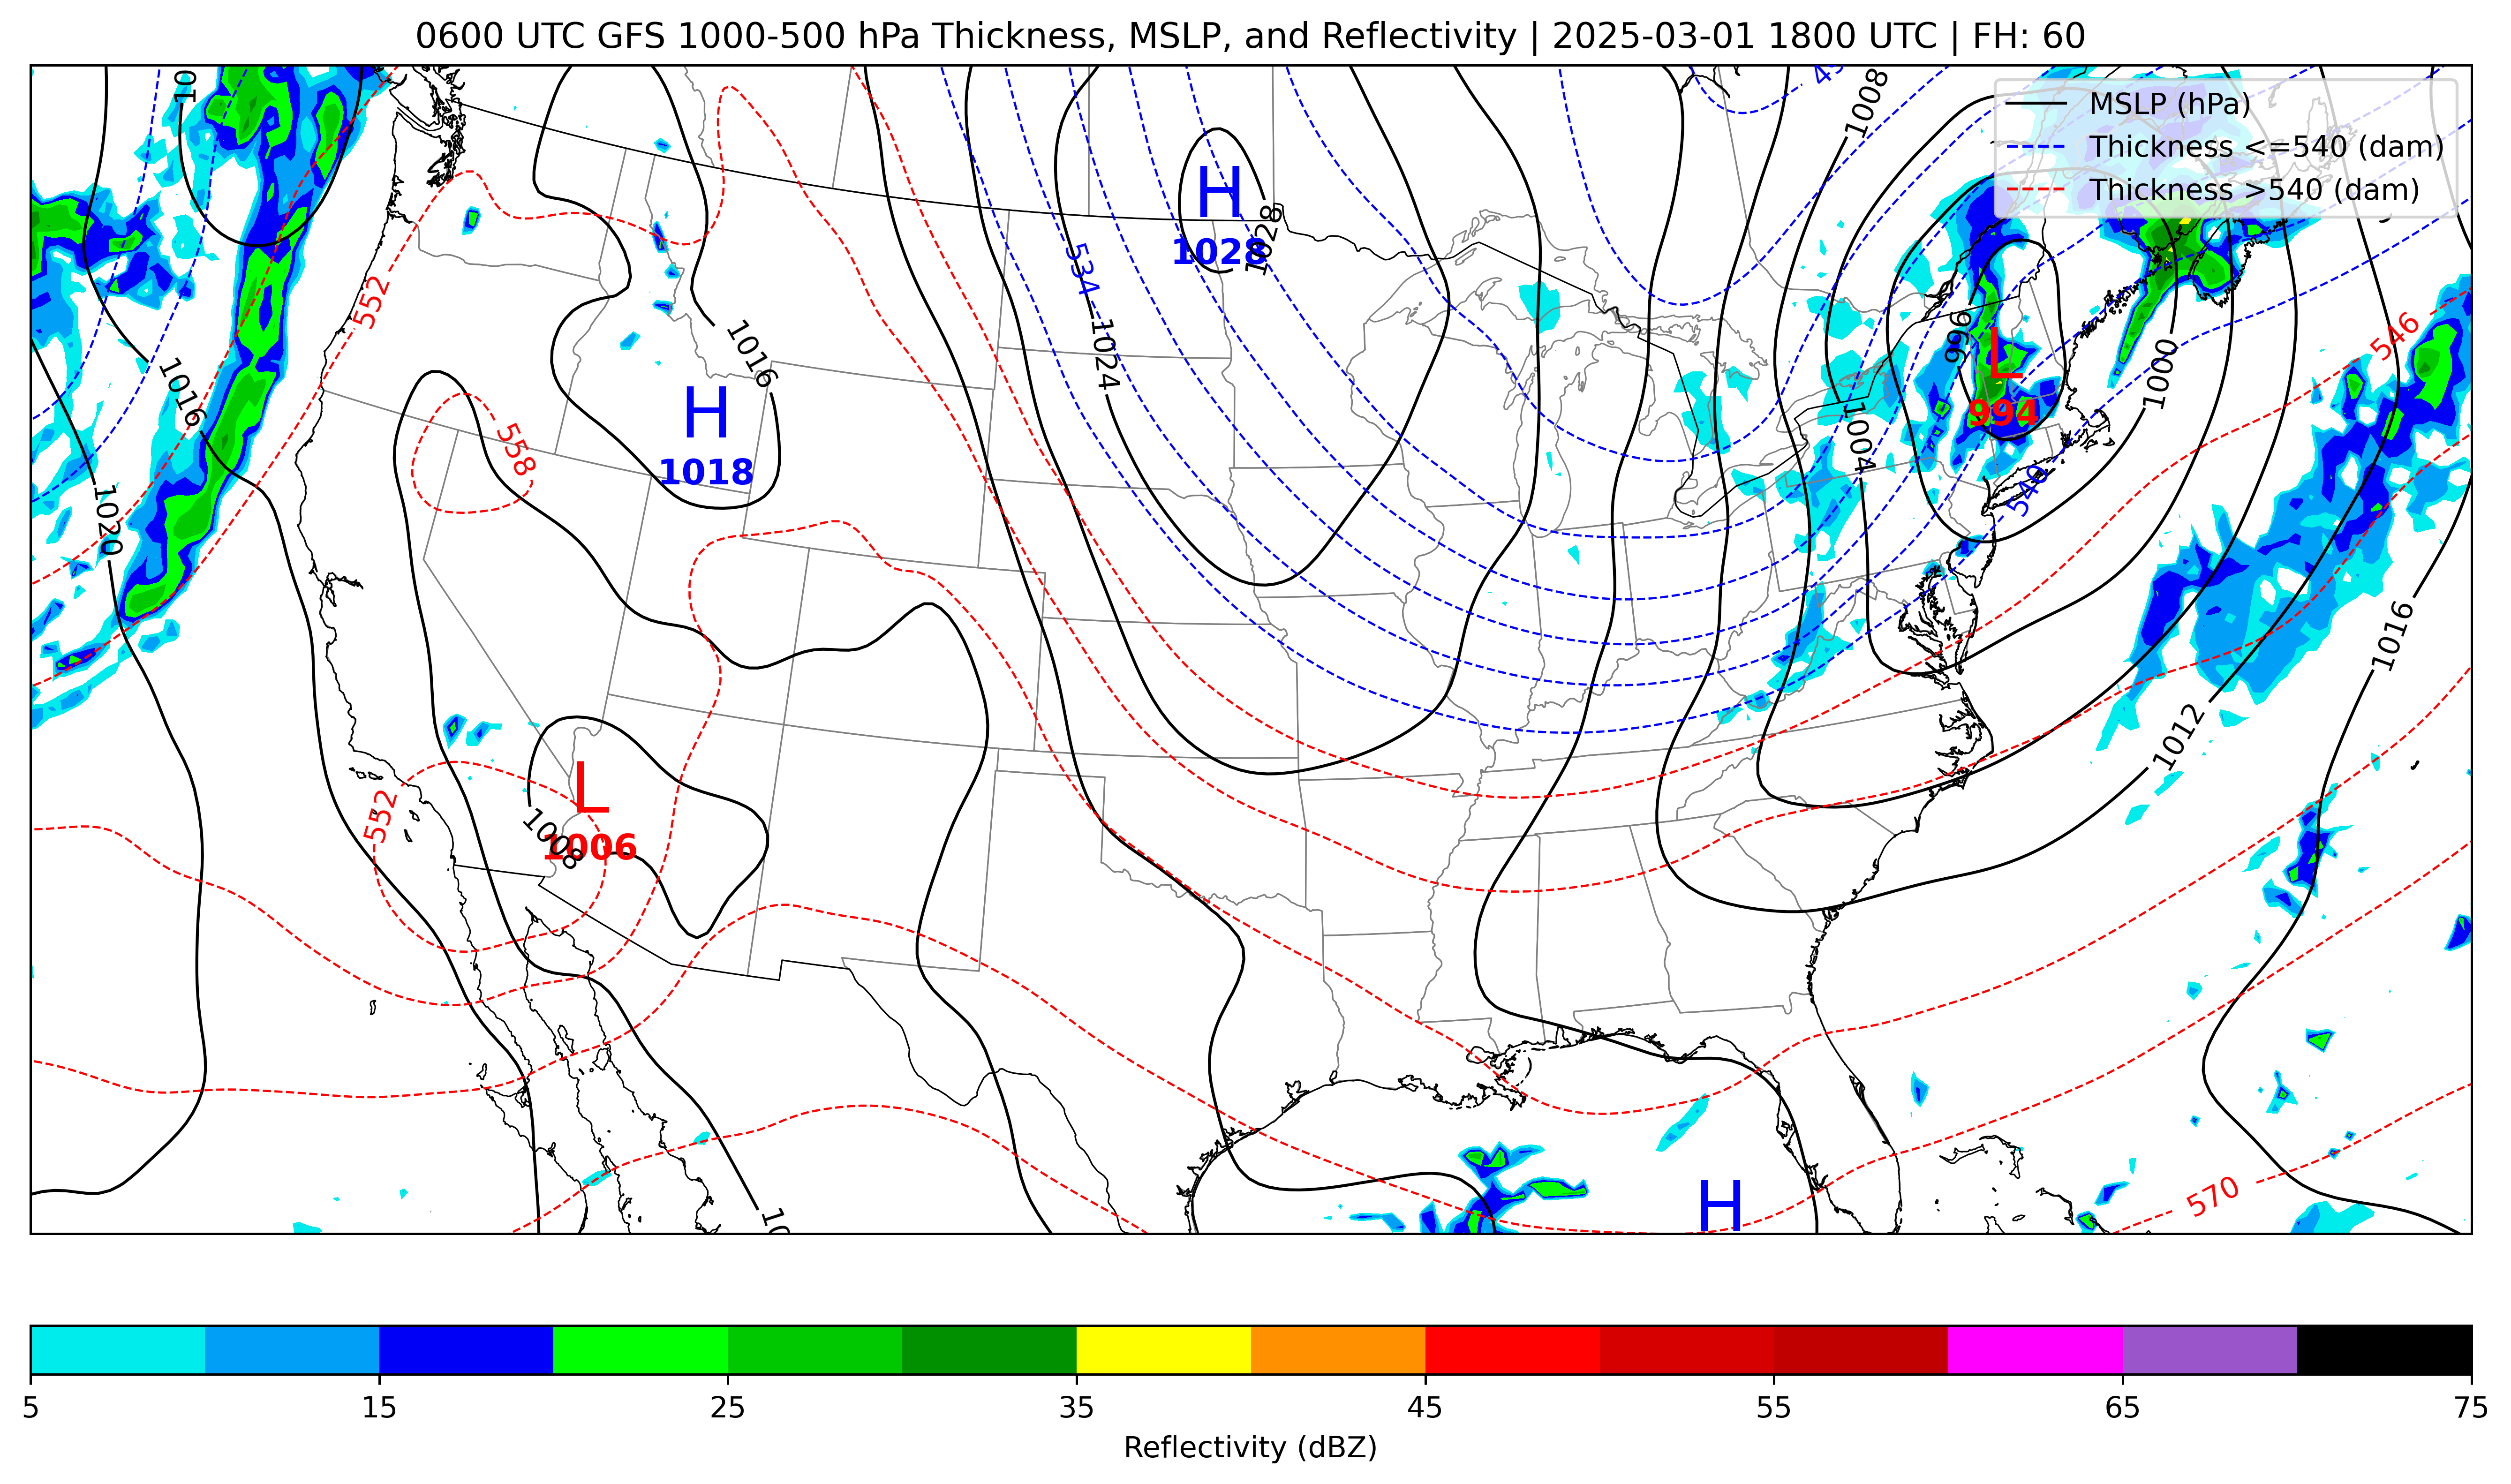 0600 UTC GFS 1000-500 hPa Thickness, MSLP, and Reflectivity | 2025-03-01 1800 UTC | FH: 60
MSLP (hPa)
Thickness <=540 (dam)
Thickness >540 (dam)
10
1008
H
1028
1028
534
552
1016
1016
1024
996
L
994
1000
546
H
1018
558
1004
1020
540
1016
1012
L
1006
1008
552
H
570
10
5 15 25 35 45 55 65 75
Reflectivity (dBZ)